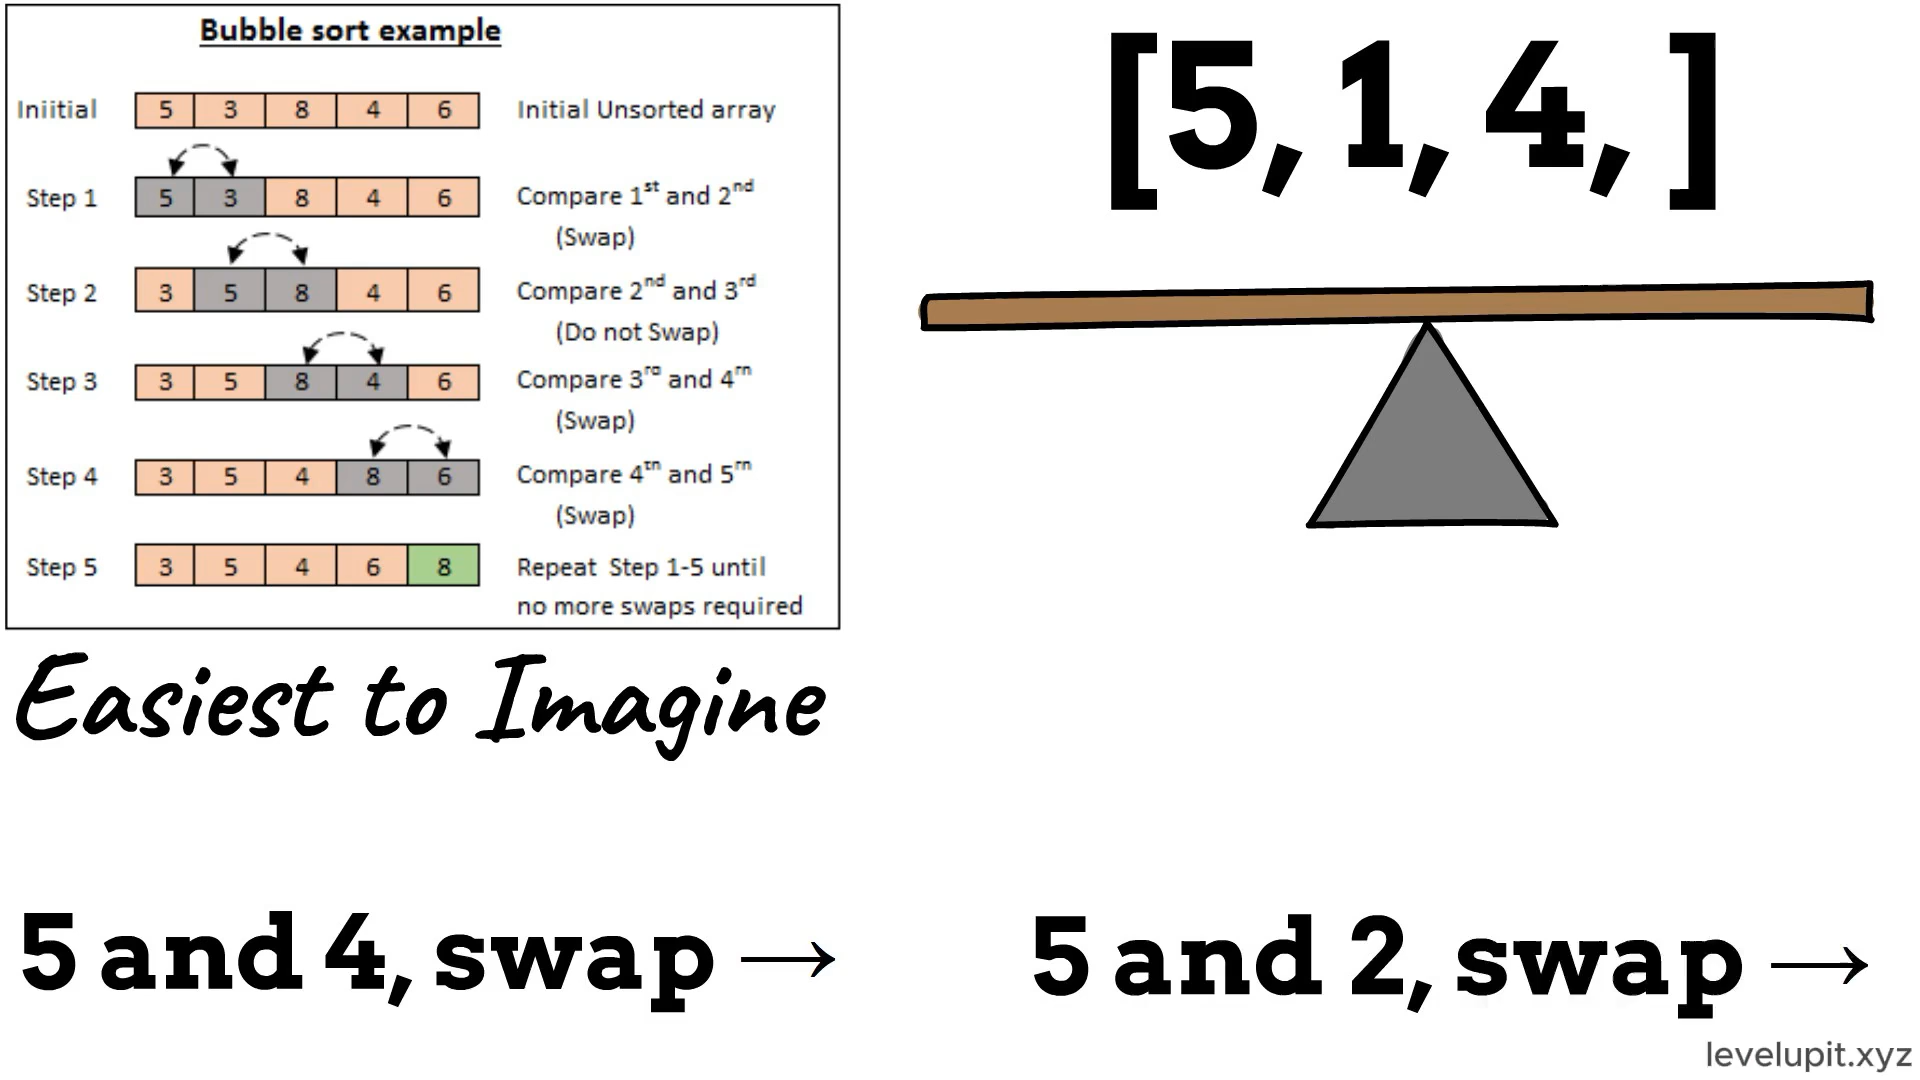 Bubble sort example
Iniitial 5 3 8 4 6 Initial Unsorted array
Step 1 5 3 8 4 6 Compare 1st and 2nd
(Swap)
Step 2 3 5 8 4 6 Compare 2nd and 3rd
(Do not Swap)
Step 3 3 5 8 4 6 Compare 3rd and 4th
(Swap)
Step 4 3 5 4 8 6 Compare 4th and 5th
(Swap)
Step 5 3 5 4 6 8 Repeat Step 1-5 until
no more swaps required
Easiest to Imagine
[5, 1, 4, ]
5 and 4, swap →
5 and 2, swap →
levelupit.xyz